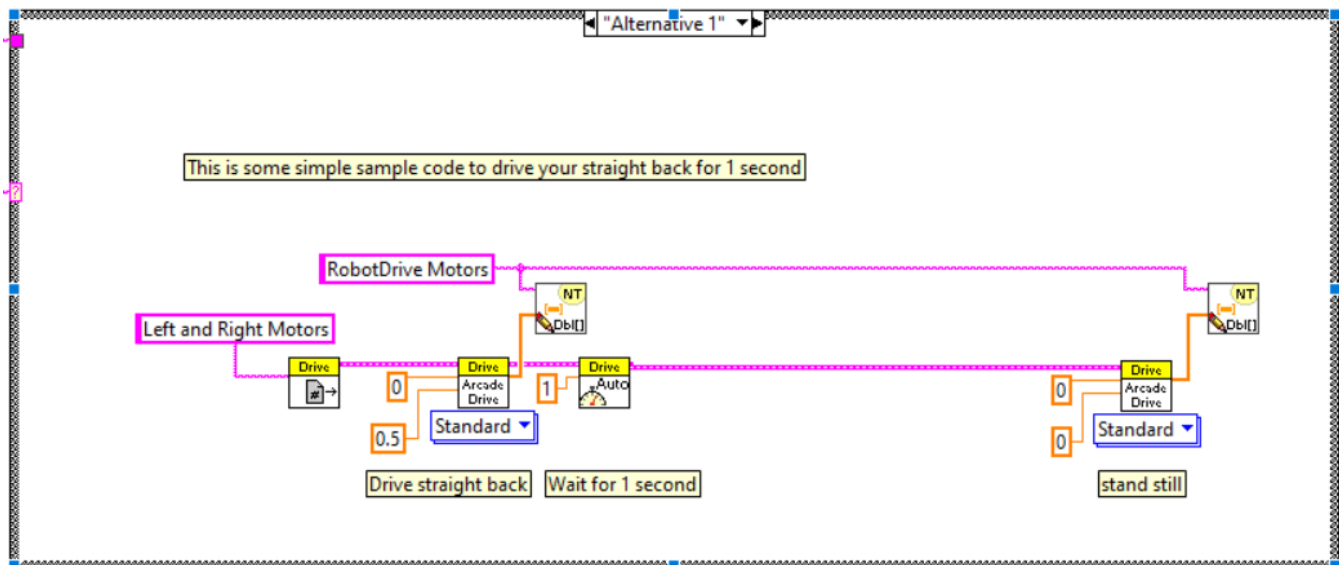 "Alternative 1"
This is some simple sample code to drive your straight back for 1 second
?
RobotDrive Motors
NT
Dbl[]
NT
Dbl[]
Left and Right Motors
Drive
#
Drive
Arcade
Drive
Drive
Auto
Drive
Arcade
Drive
0
1
0
0.5
Standard
0
Standard
Drive straight back
Wait for 1 second
stand still